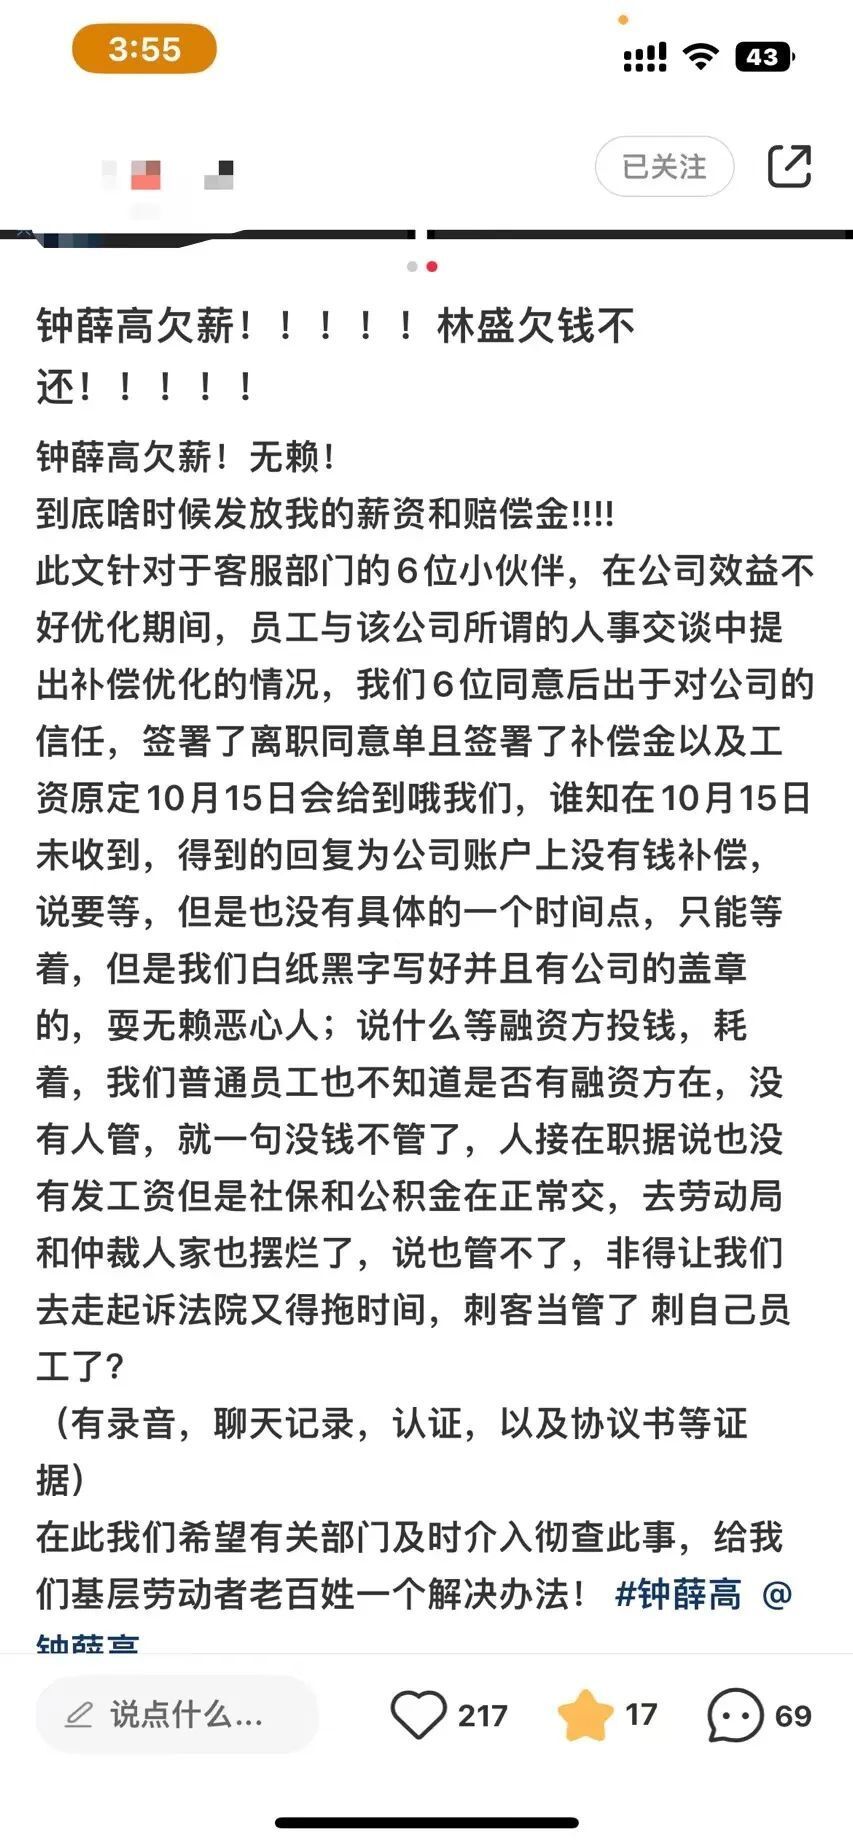 3:55
43
已关注
钟薛高欠薪！！！！！林盛欠钱不
还！！！！！
钟薛高欠薪！无赖！
到底啥时候发放我的薪资和赔偿金!!!!
此文针对于客服部门的6位小伙伴，在公司效益不
好优化期间，员工与该公司所谓的人事交谈中提
出补偿优化的情况，我们6位同意后出于对公司的
信任，签署了离职同意单且签署了补偿金以及工
资原定10月15日会给到哦我们，谁知在10月15日
未收到，得到的回复为公司账户上没有钱补偿，
说要等，但是也没有具体的一个时间点，只能等
着，但是我们白纸黑字写好并且有公司的盖章
的，耍无赖恶心人；说什么等融资方投钱，耗
着，我们普通员工也不知道是否有融资方在，没
有人管，就一句没钱不管了，人接在职据说也没
有发工资但是社保和公积金在正常交，去劳动局
和仲裁人家也摆烂了，说也管不了，非得让我们
去走起诉法院又得拖时间，刺客当管了 刺自己员
工了?
（有录音，聊天记录，认证，以及协议书等证
据）
在此我们希望有关部门及时介入彻查此事，给我
们基层劳动者老百姓一个解决办法！ #钟薛高 @
钟薛高
说点什么...
217
17
69